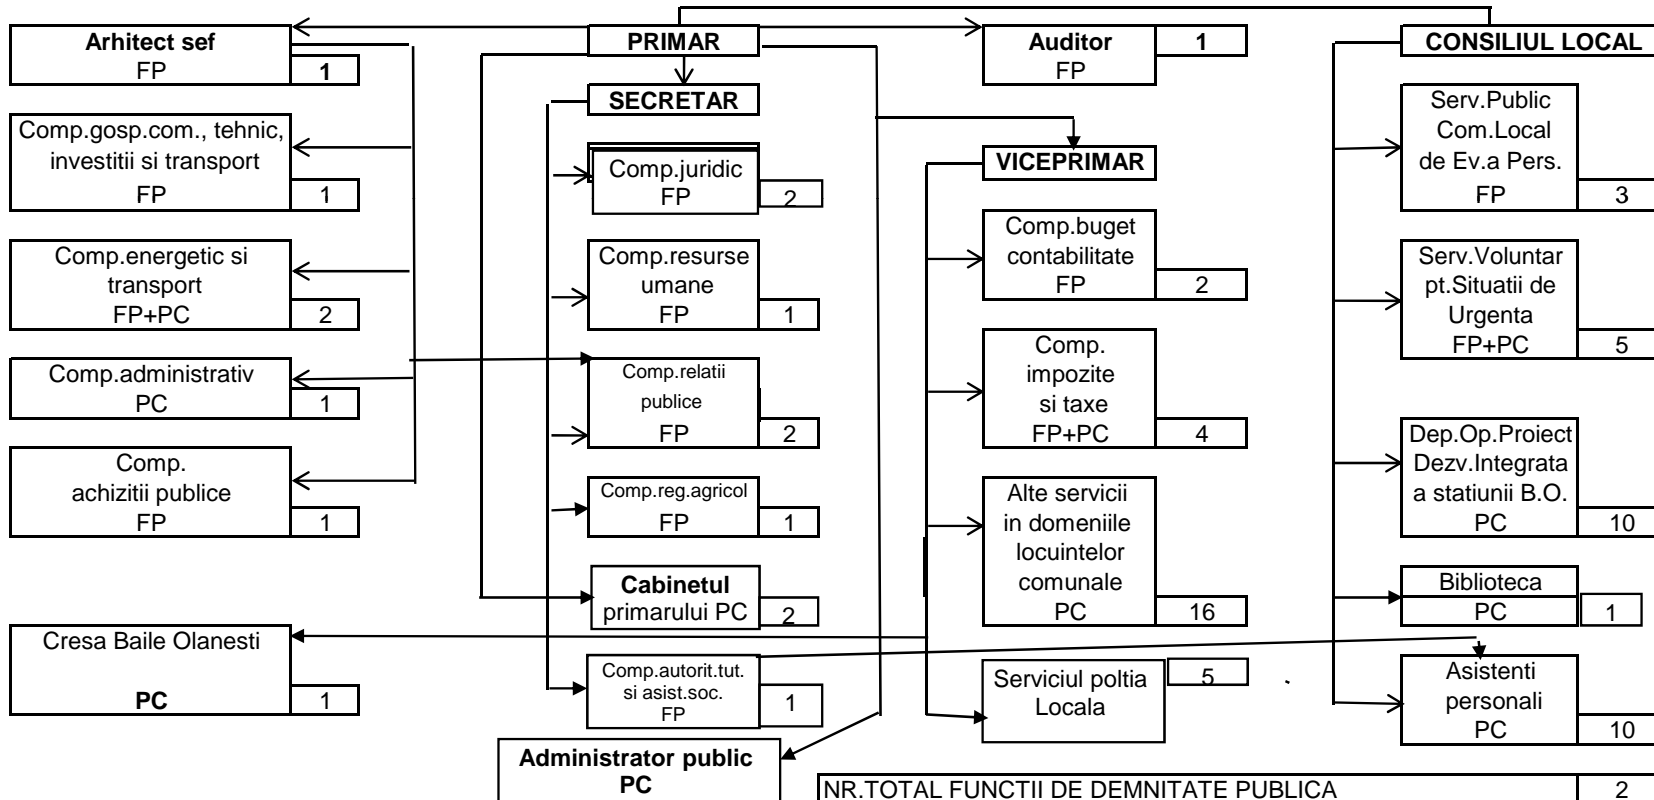 Arhitect sef
FP
1
Comp.gosp.com., tehnic,
investitii si transport
FP
1
Comp.energetic si
transport
FP+PC
2
Comp.administrativ
PC
1
Comp.
achizitii publice
FP
1
Cresa Baile Olanesti
PC
1
PRIMAR
SECRETAR
Comp.juridic
FP
2
Comp.resurse
umane
FP
1
Comp.relatii
publice
FP
2
Comp.reg.agricol
FP
1
Cabinetul
primarului PC
2
Comp.autorit.tut.
si asist.soc.
FP
1
Administrator public
PC
Auditor
FP
1
VICEPRIMAR
Comp.buget
contabilitate
FP
2
Comp.
impozite
si taxe
FP+PC
4
Alte servicii
in domeniile
locuintelor
comunale
PC
16
Serviciul poltia
Locala
5
CONSILIUL LOCAL
Serv.Public
Com.Local
de Ev.a Pers.
FP
3
Serv.Voluntar
pt.Situatii de
Urgenta
FP+PC
5
Dep.Op.Proiect
Dezv.Integrata
a statiunii B.O.
PC
10
Biblioteca
PC
1
Asistenti
personali
PC
10
NR.TOTAL FUNCTII DE DEMNITATE PUBLICA
2